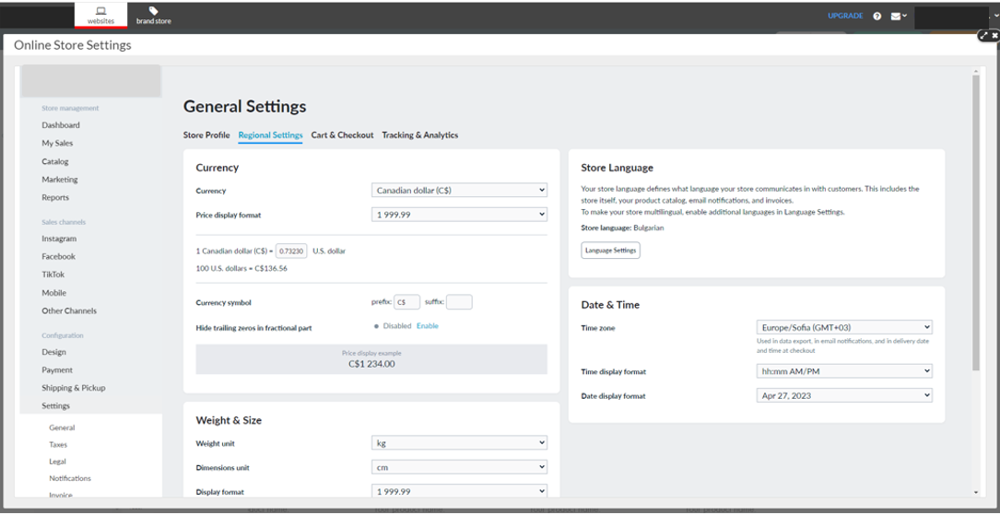 websites
brand store
UPGRADE
Online Store Settings
Store management
Dashboard
My Sales
Catalog
Marketing
Reports
Sales channels
Instagram
Facebook
TikTok
Mobile
Other Channels
Configuration
Design
Payment
Shipping & Pickup
Settings
General
Taxes
Legal
Notifications
Invoice
General Settings
Store Profile Regional Settings Cart & Checkout Tracking & Analytics
Currency
Currency Canadian dollar (C$)
Price display format 1 999.99
1 Canadian dollar (C$) = 0.73230 U.S. dollar
100 U.S. dollars = C$136.56
Currency symbol prefix: C$ suffix:
Hide trailing zeros in fractional part Disabled Enable
Price display example
C$1 234.00
Weight & Size
Weight unit kg
Dimensions unit cm
Display format 1 999.99
Store Language
Your store language defines what language your store communicates in with customers. This includes the
store itself, your product catalog, email notifications, and invoices.
To make your store multilingual, enable additional languages in Language Settings.
Store language: Bulgarian
Language Settings
Date & Time
Time zone Europe/Sofia (GMT+03)
Used in data export, in email notifications, and in delivery date
and time at checkout
Time display format hh:mm AM/PM
Date display format Apr 27, 2023